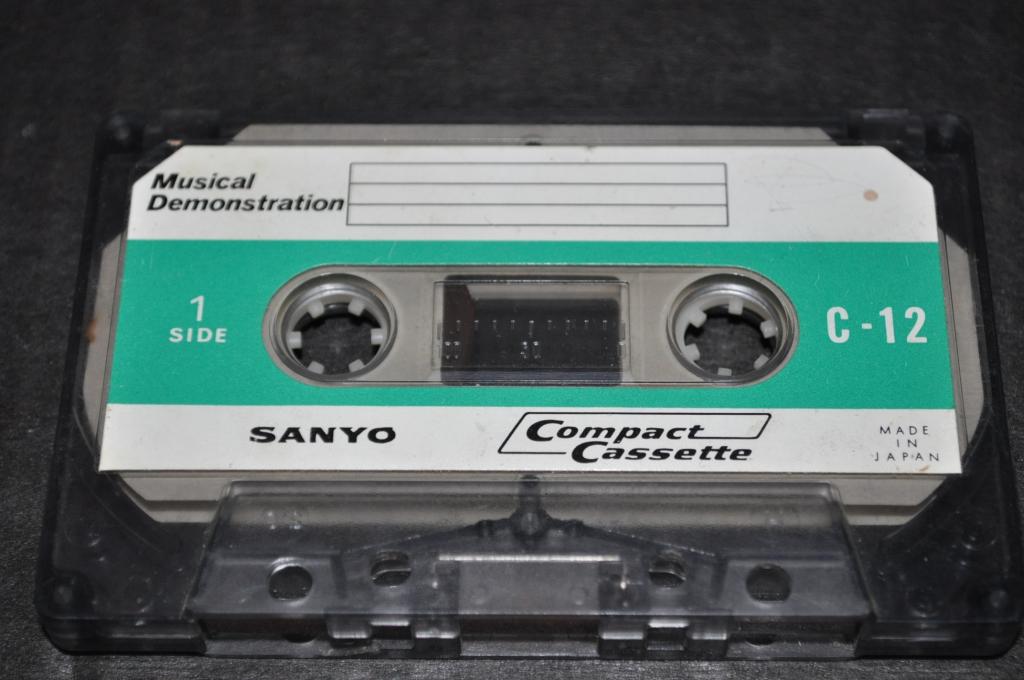 Musical
Demonstration
1
SIDE
C-12
SANYO
Compact
Cassette
MADE
IN
JAPAN